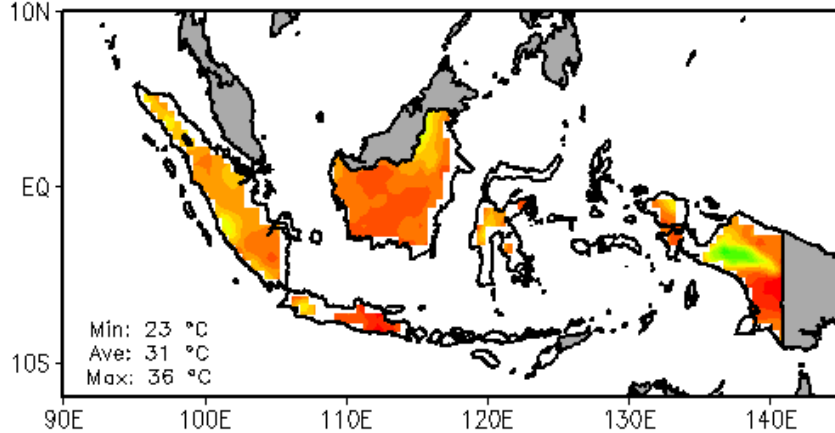 10N
EQ
10S
Min: 23 °C
Ave: 31 °C
Max: 36 °C
90E 100E 110E 120E 130E 140E